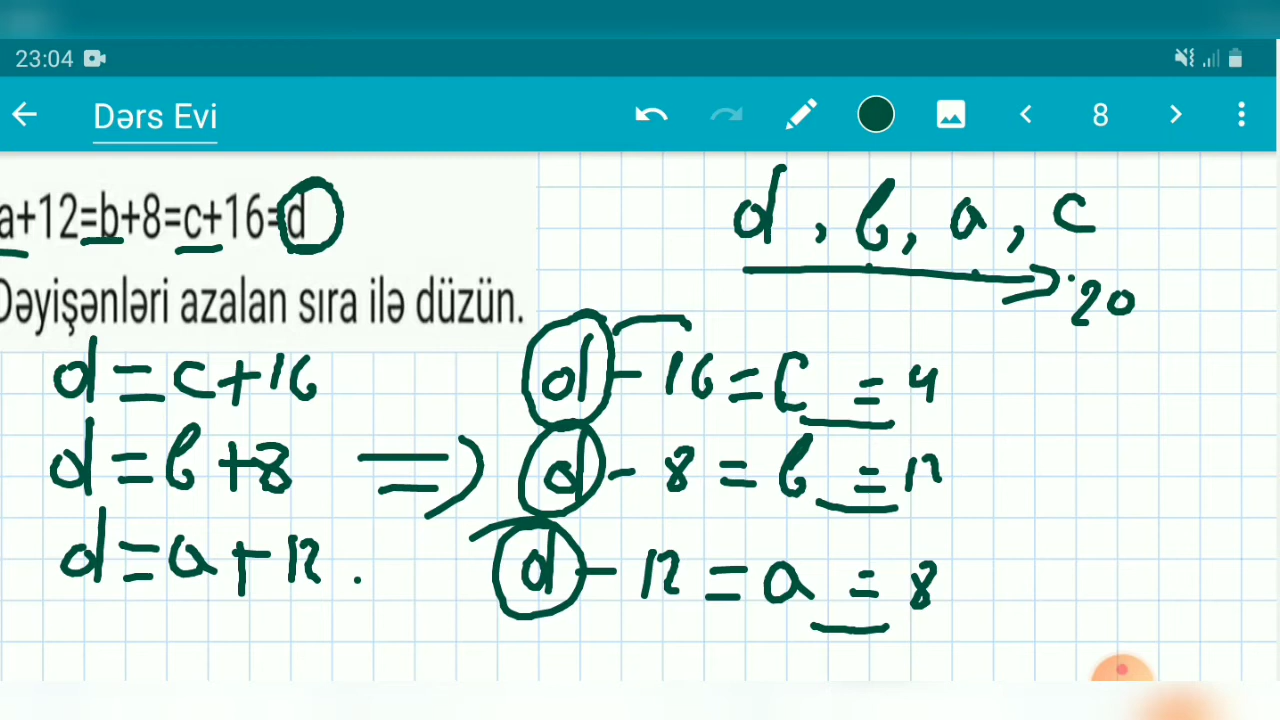 23:04
Dərs Evi
8
a+12=b+8=c+16=d
Dəyişənləri azalan sıra ilə düzün.
d, b, a, c
20
d = c + 16
d = b + 8
d = a + 12.
d - 16 = c = 4
d - 8 = b = 12
d - 12 = a = 8